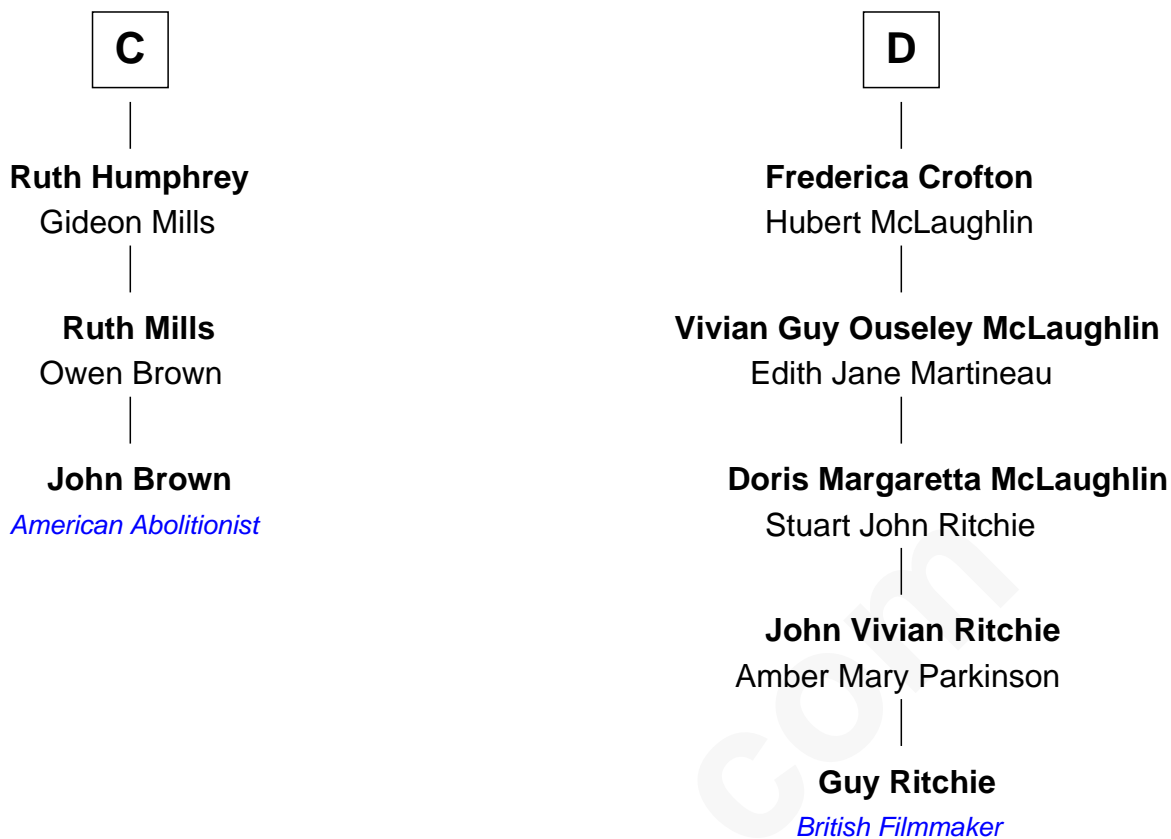 C
Ruth Humphrey
Gideon Mills
Ruth Mills
Owen Brown
John Brown
American Abolitionist
D
Frederica Crofton
Hubert McLaughlin
Vivian Guy Ouseley McLaughlin
Edith Jane Martineau
Doris Margaretta McLaughlin
Stuart John Ritchie
John Vivian Ritchie
Amber Mary Parkinson
Guy Ritchie
British Filmmaker
com